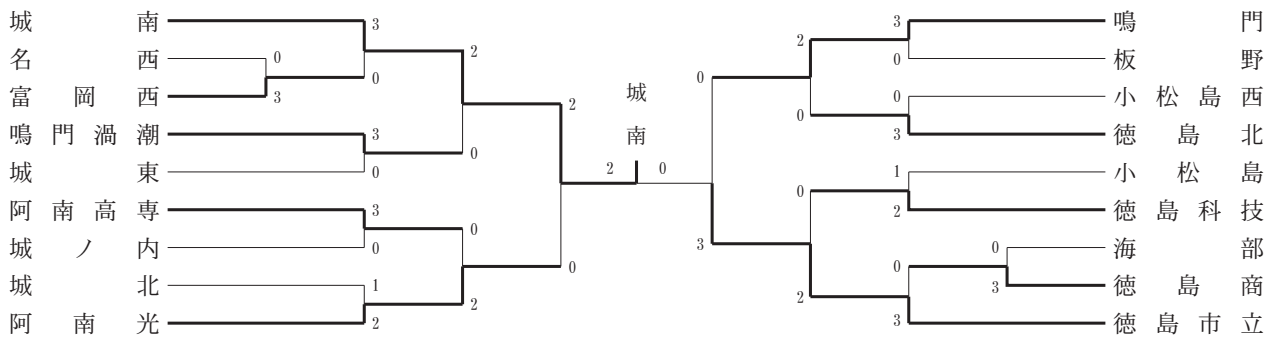 城南
名西
富岡西
鳴門渦潮
城東
阿南高専
城ノ内
城北
阿南光
3
0
3
0
3
0
3
0
1
2
2
0
0
2
2
0
2
城南
0
0
3
2
0
0
2
3
0
0
3
1
2
0
3
0
3
鳴門
板野
小松島西
徳島北
小松島
徳島科技
海部
徳島商
徳島市立